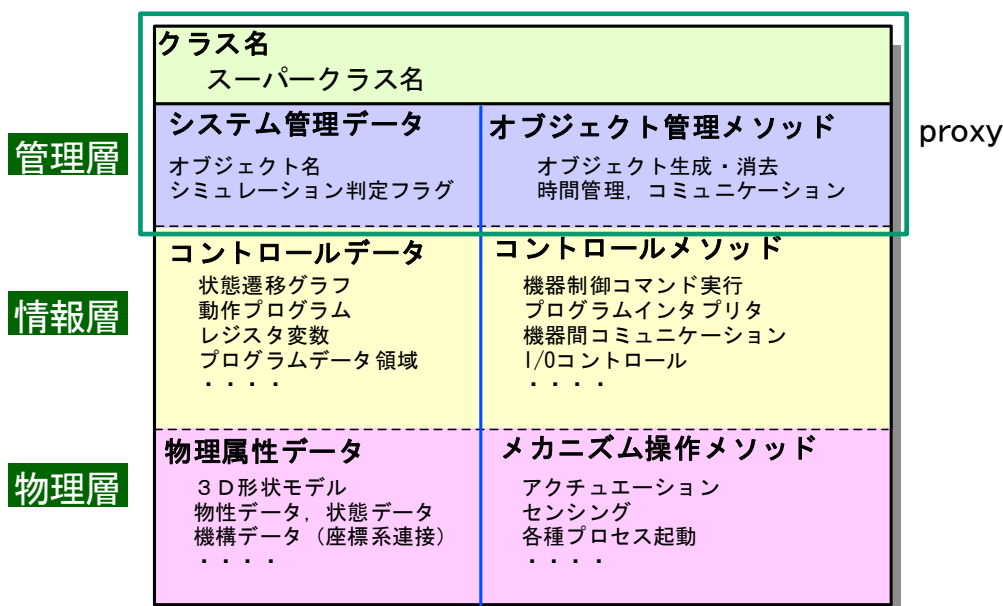 クラス名
スーパークラス名
管理層
システム管理データ
オブジェクト名
シミュレーション判定フラグ
オブジェクト管理メソッド
オブジェクト生成・消去
時間管理, コミュニケーション
proxy
情報層
コントロールデータ
状態遷移グラフ
動作プログラム
レジスタ変数
プログラムデータ領域
・・・・
コントロールメソッド
機器制御コマンド実行
プログラムインタプリタ
機器間コミュニケーション
I/Oコントロール
・・・・
物理層
物理属性データ
３Ｄ形状モデル
物性データ, 状態データ
機構データ（座標系連接）
・・・・
メカニズム操作メソッド
アクチュエーション
センシング
各種プロセス起動
・・・・